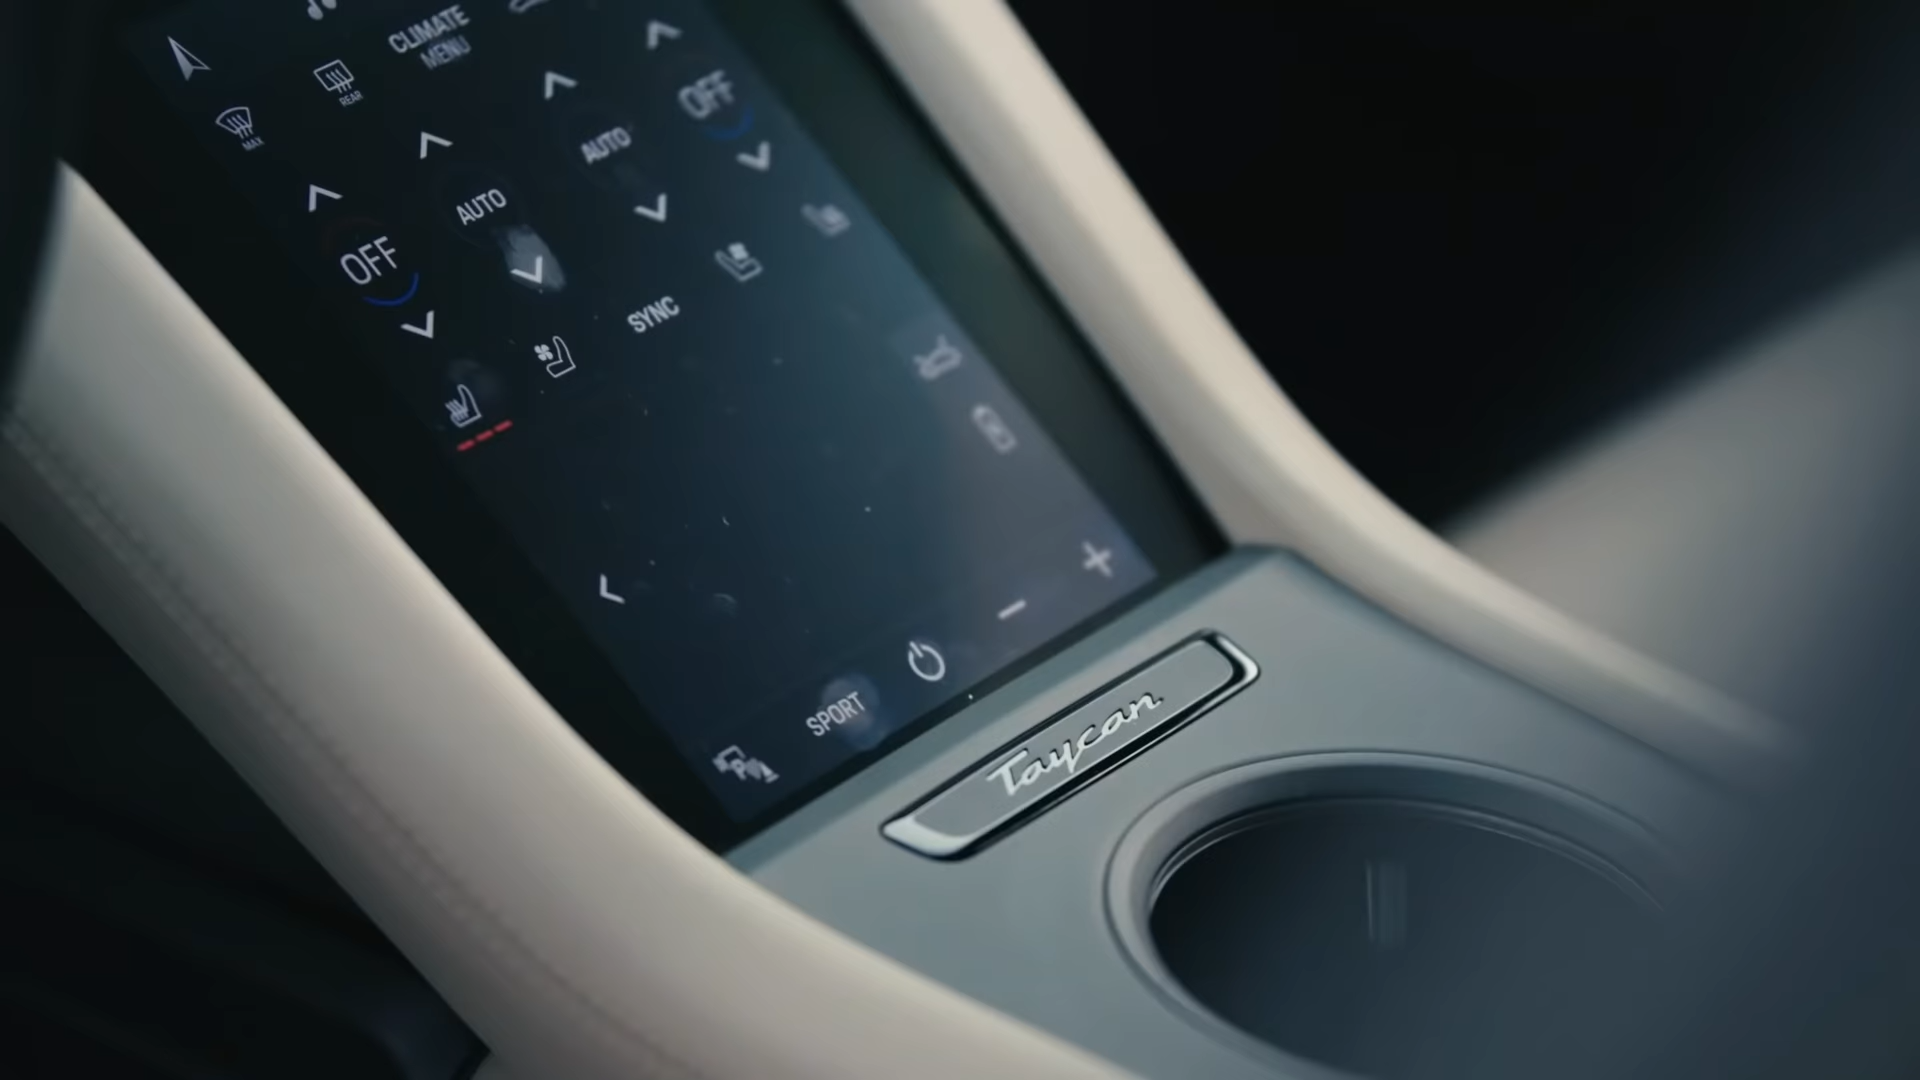 CLIMATE
MENU
REAR
MAX
OFF
AUTO
AUTO
OFF
SYNC
SPORT
P
Taycan